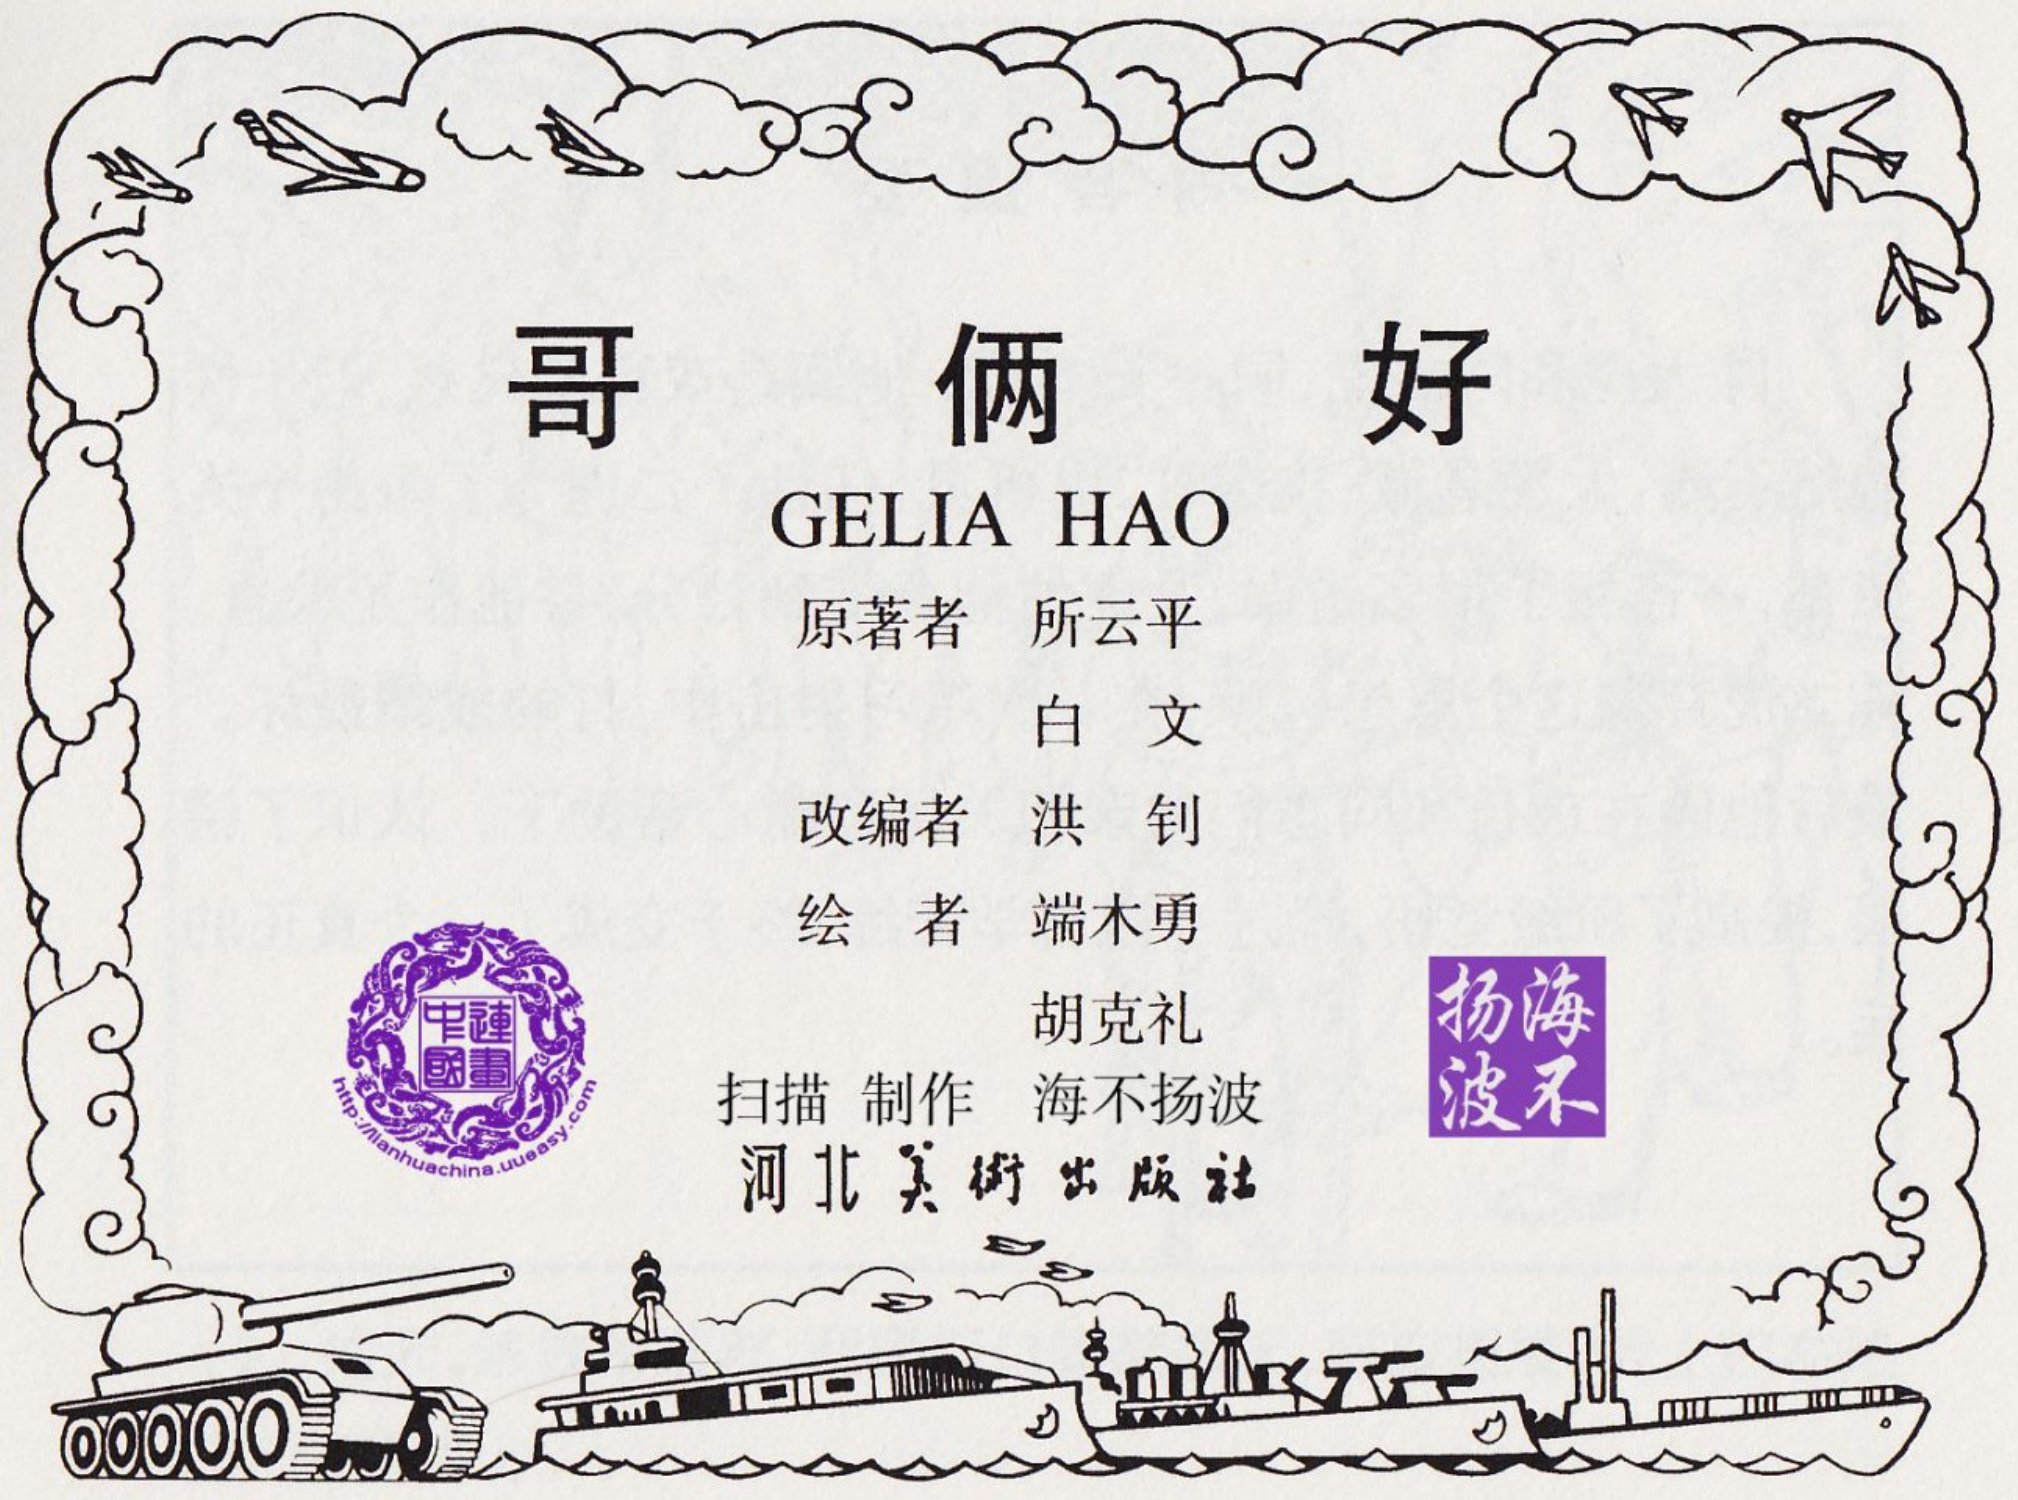 哥俩好
GELIA HAO
原著者 所云平
白 文
改编者 洪 钊
绘 者 端木勇
胡克礼
扫描 制作 海不扬波
河北美術出版社
連畫
中國
http://lianhuachina.uueasy.com
海不
扬波